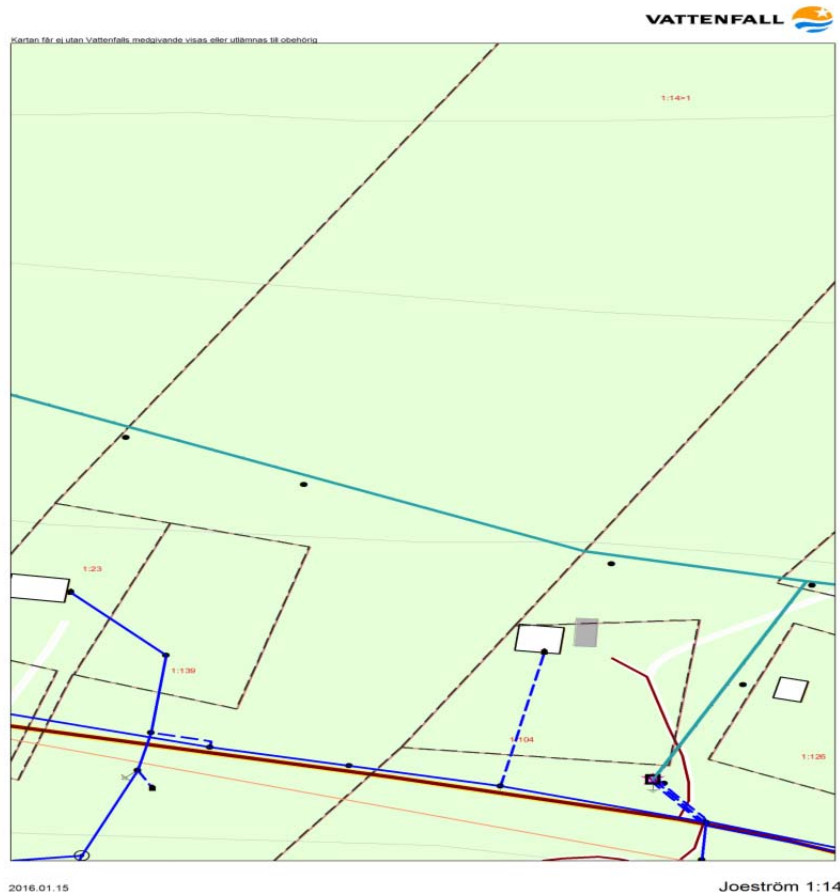 VATTENFALL
Kartan får ej utan Vattenfalls medgivande visas eller utlämnas till obehörig
1:14>1
1:23
1:139
1:104
1:126
2016.01.15
Joeström 1:14